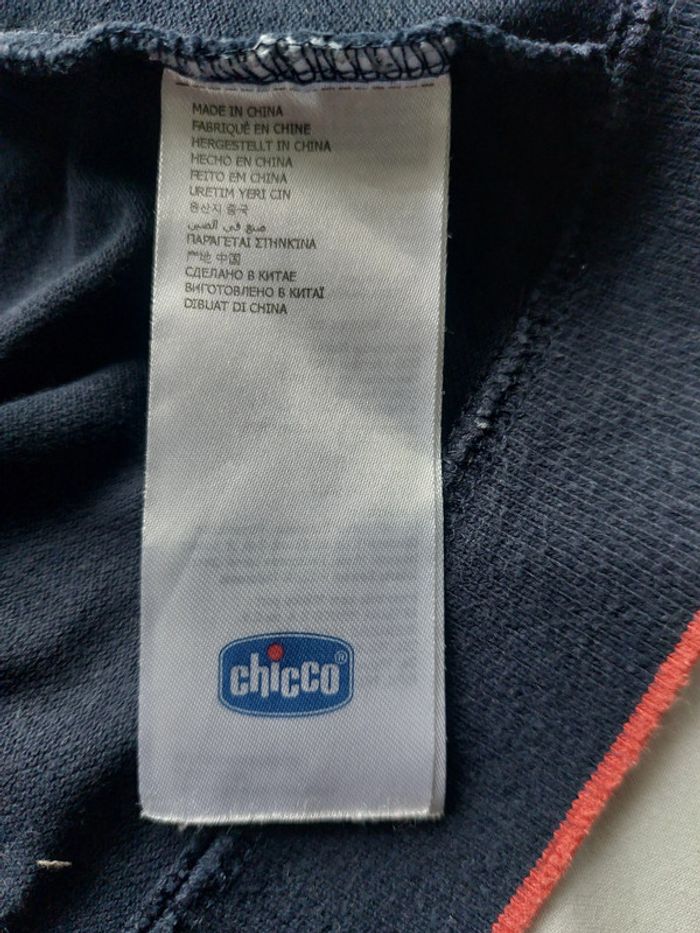 MADE IN CHINA
FABRIQUÉ EN CHINE
HERGESTELLT IN CHINA
HECHO EN CHINA
FEITO EM CHINA
URETIM YERI CIN
원산지 중국
صنع في الصين
ΠΑΡΑΓΕΤΑΙ ΣΤΗΝΚΙΝΑ
产地 中国
СДЕЛАНО В КИТАЕ
ВИГОТОВЛЕНО В КИТАЇ
DIBUAT DI CHINA
chicco®